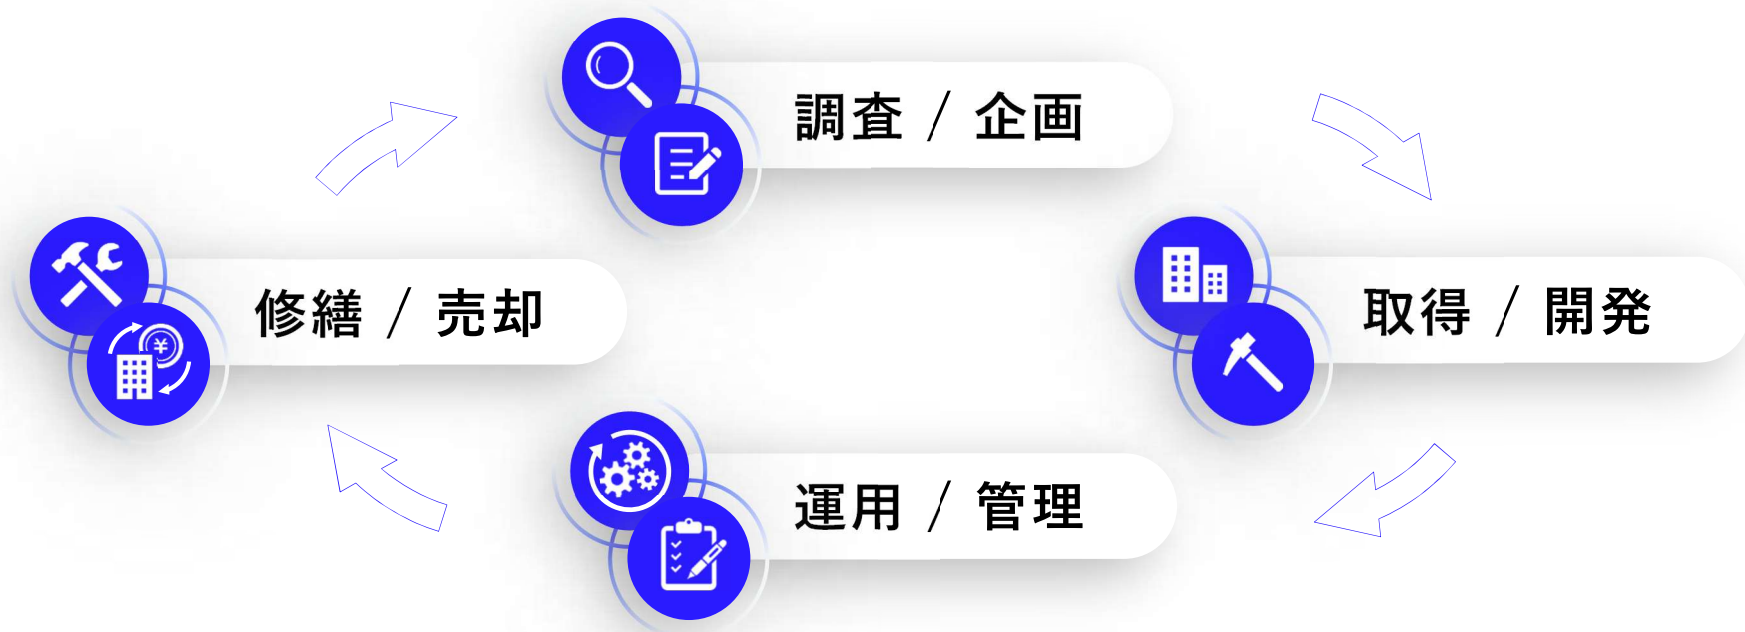 調査 / 企画
取得 / 開発
修繕 / 売却
運用 / 管理
¥